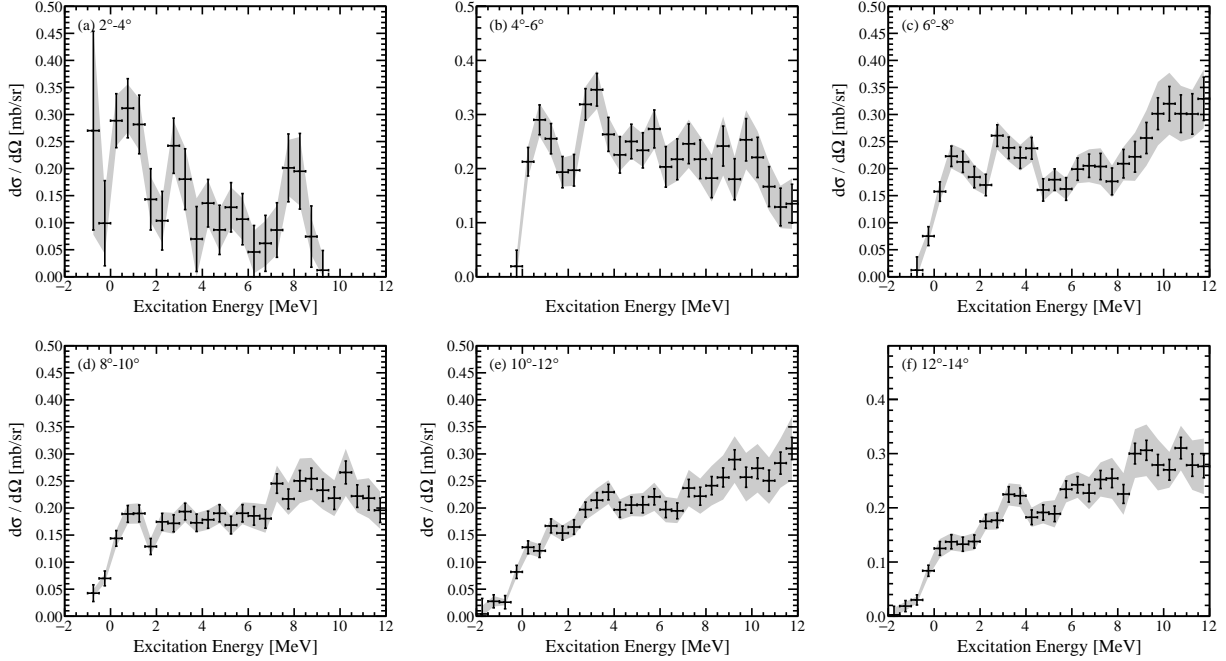 (a) 2°-4°
0.50
0.45
0.40
0.35
0.30
0.25
0.20
0.15
0.10
0.05
0.00
dσ / dΩ [mb/sr]
−2 0 2 4 6 8 10 12
Excitation Energy [MeV]
(b) 4°-6°
0.5
0.4
0.3
0.2
0.1
0.0
dσ / dΩ [mb/sr]
−2 0 2 4 6 8 10 12
Excitation Energy [MeV]
(c) 6°-8°
0.50
0.45
0.40
0.35
0.30
0.25
0.20
0.15
0.10
0.05
0.00
dσ / dΩ [mb/sr]
−2 0 2 4 6 8 10 12
Excitation Energy [MeV]
(d) 8°-10°
0.50
0.45
0.40
0.35
0.30
0.25
0.20
0.15
0.10
0.05
0.00
dσ / dΩ [mb/sr]
−2 0 2 4 6 8 10 12
Excitation Energy [MeV]
(e) 10°-12°
0.50
0.45
0.40
0.35
0.30
0.25
0.20
0.15
0.10
0.05
0.00
dσ / dΩ [mb/sr]
−2 0 2 4 6 8 10 12
Excitation Energy [MeV]
(f) 12°-14°
0.4
0.3
0.2
0.1
0.0
dσ / dΩ [mb/sr]
−2 0 2 4 6 8 10 12
Excitation Energy [MeV]